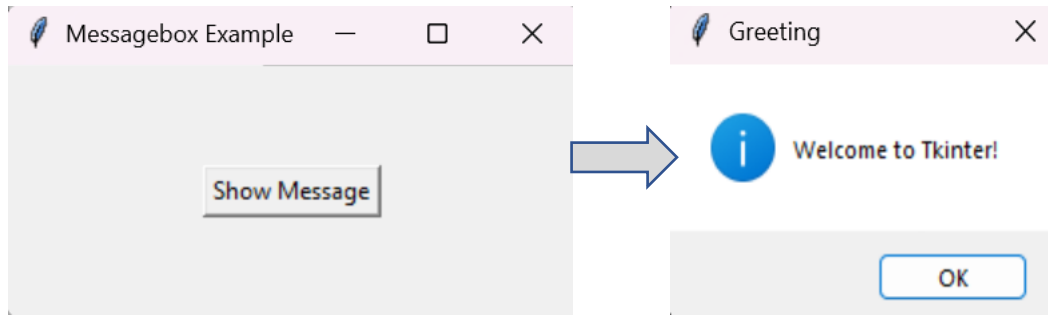 Messagebox Example
Show Message
Greeting
i
Welcome to Tkinter!
OK